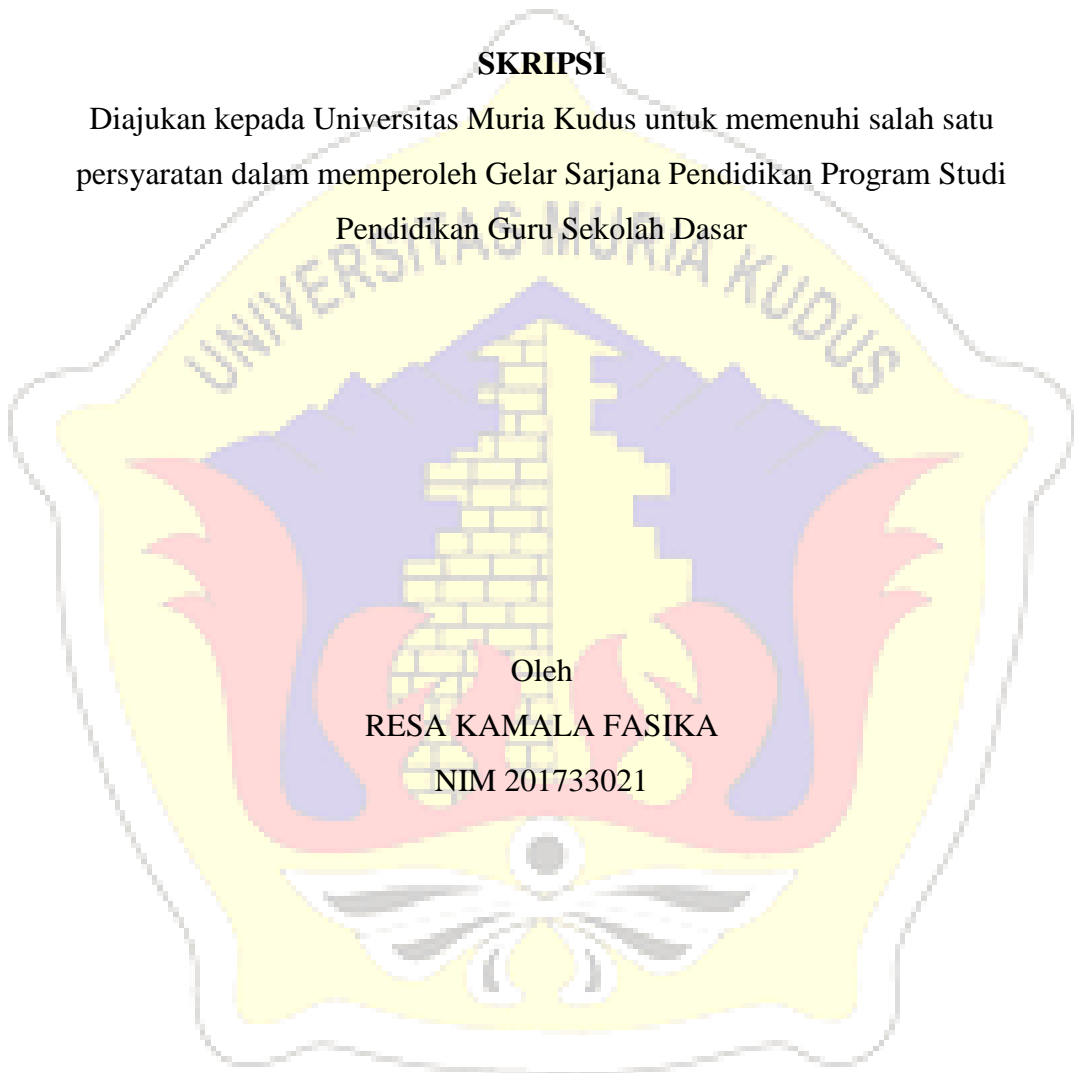 SKRIPSI
Diajukan kepada Universitas Muria Kudus untuk memenuhi salah satu
persyaratan dalam memperoleh Gelar Sarjana Pendidikan Program Studi
Pendidikan Guru Sekolah Dasar
UNIVERSITAS MURIA KUDUS
Oleh
RESA KAMALA FASIKA
NIM 201733021